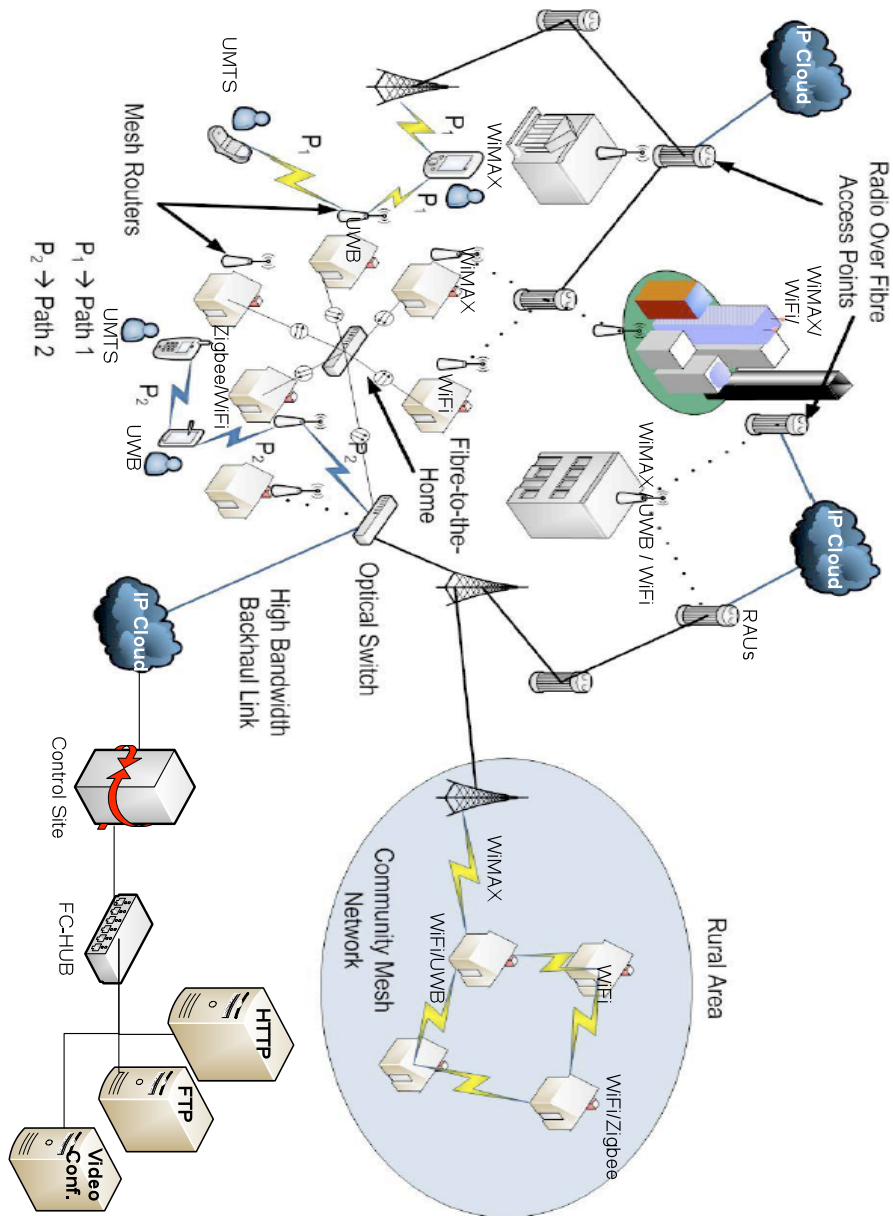 IP Cloud
Radio Over Fibre
Access Points
WiMAX/
WiFi/
IP Cloud
RAUs
WiMAX / UWB / WiFi
Rural Area
WiMAX
UMTS
P1
P1
P1
UWB
WiMAX
WiFi
Fibre-to-the-
Home
Mesh Routers
Zigbee/WiFi
P1 → Path 1
P2 → Path 2
UMTS
P2
UWB
P2
P2
Optical Switch
High Bandwidth
Backhaul Link
IP Cloud
Control Site
FC-HUB
HTTP
FTP
Video
Conf.
WiMAX
Community Mesh
Network
WiFi/UWB
WiFi
WiFi/Zigbee